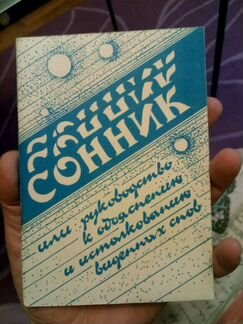 СОННИК
или руководство
к объяснению
и истолкованию
виденных снов